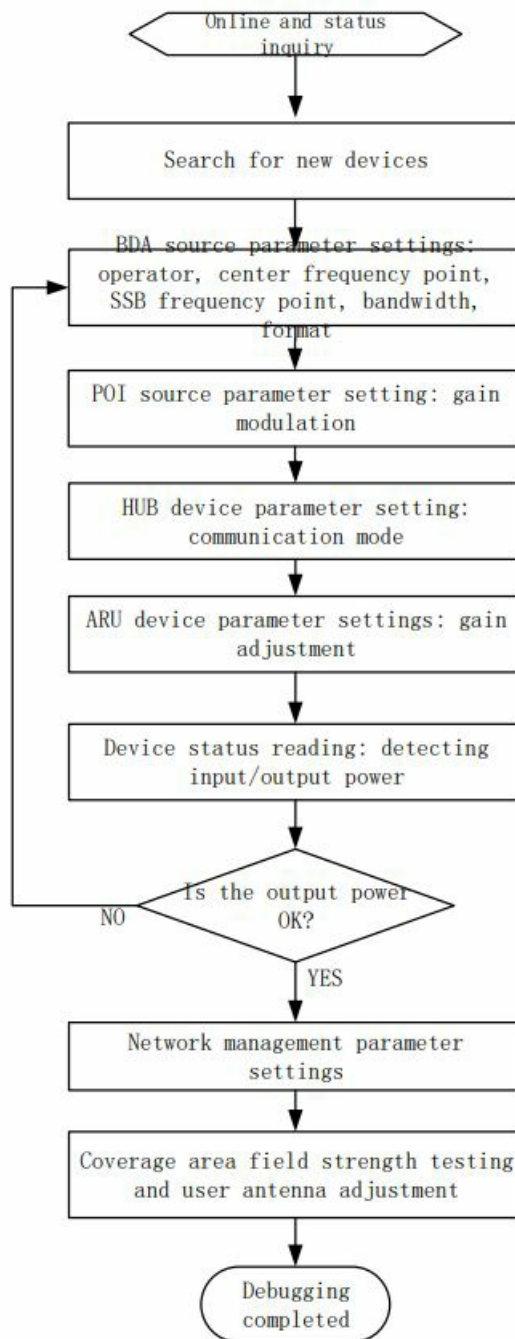 Online and status
inquiry
Search for new devices
BDA source parameter settings:
operator, center frequency point,
SSB frequency point, bandwidth,
format
POI source parameter setting: gain
modulation
HUB device parameter setting:
communication mode
ARU device parameter settings: gain
adjustment
Device status reading: detecting
input/output power
Is the output power
OK?
NO
YES
Network management parameter
settings
Coverage area field strength testing
and user antenna adjustment
Debugging
completed